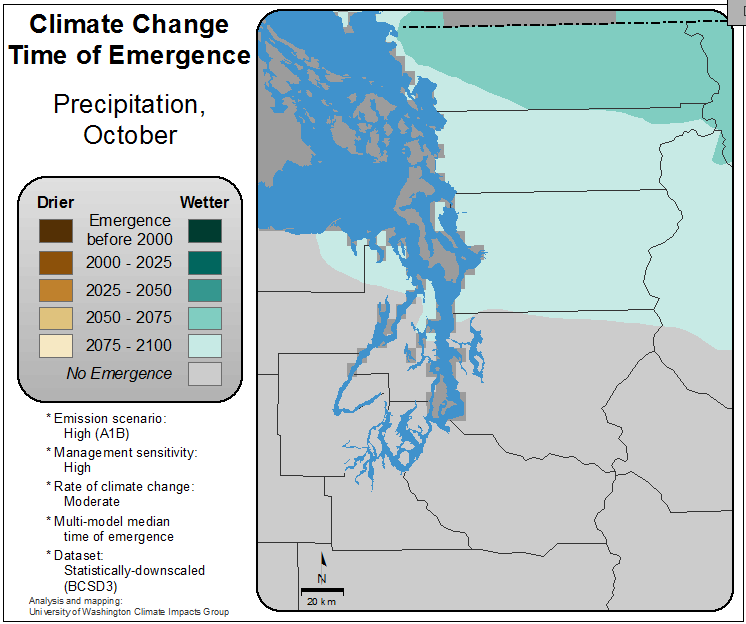 Climate Change
Time of Emergence
Precipitation,
October
Drier
Wetter
Emergence
before 2000
2000 - 2025
2025 - 2050
2050 - 2075
2075 - 2100
No Emergence
* Emission scenario:
High (A1B)
* Management sensitivity:
High
* Rate of climate change:
Moderate
* Multi-model median
time of emergence
* Dataset:
Statistically-downscaled
(BCSD3)
Analysis and mapping:
University of Washington Climate Impacts Group
N
20 km